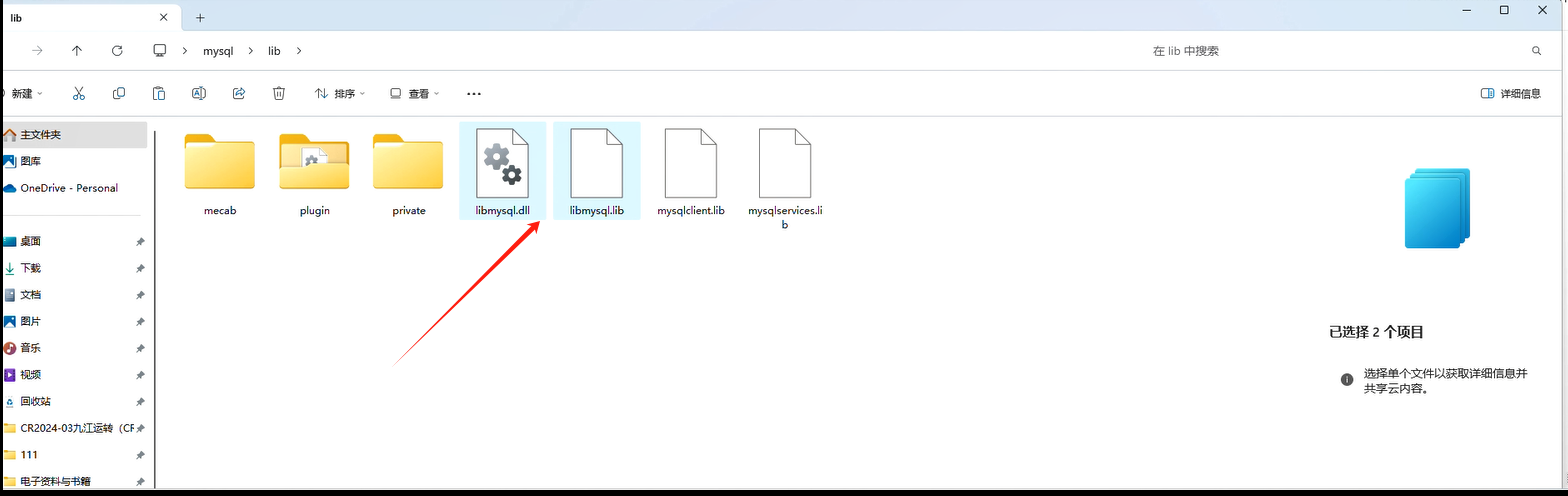 lib
mysql
lib
在 lib 中搜索
新建
排序
查看
详细信息
主文件夹
图库
OneDrive - Personal
桌面
下载
文档
图片
音乐
视频
回收站
CR2024-03九江运转（CF
111
电子资料与书籍
mecab
plugin
private
libmysql.dll
libmysql.lib
mysqlclient.lib
mysqlservices.li
b
已选择 2 个项目
选择单个文件以获取详细信息并
共享云内容。